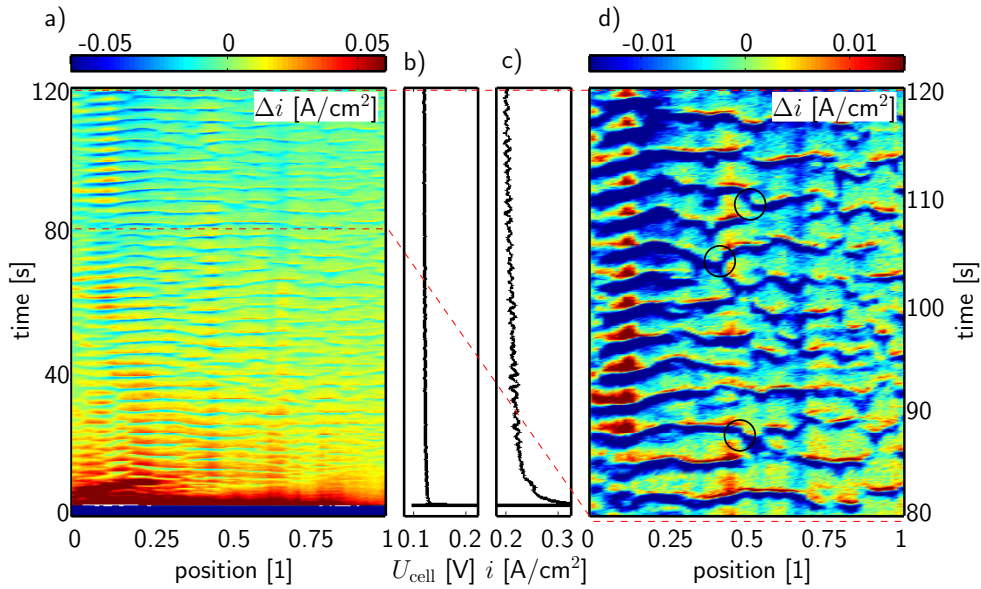 a)
-0.05 0 0.05
b)
c)
d)
-0.01 0 0.01
Δi [A/cm²]
Δi [A/cm²]
120
80
40
0
time [s]
120
110
100
90
80
time [s]
0 0.25 0.5 0.75 1
position [1]
0.1 0.2
U_cell [V]
0.2 0.3
i [A/cm²]
0 0.25 0.5 0.75 1
position [1]